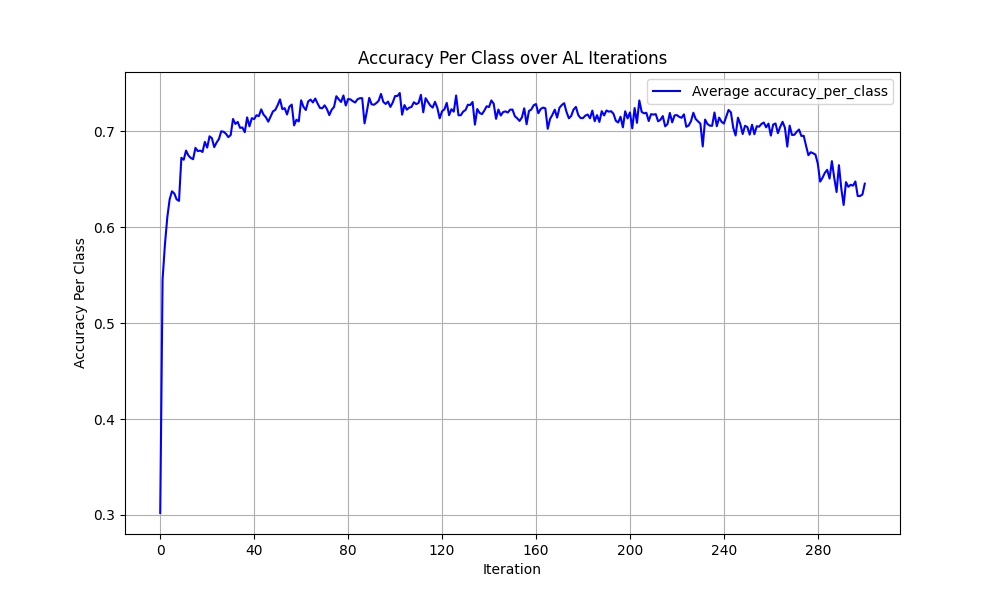 Accuracy Per Class over AL Iterations
Average accuracy_per_class
0.7
0.6
0.5
0.4
0.3
Accuracy Per Class
0 40 80 120 160 200 240 280
Iteration